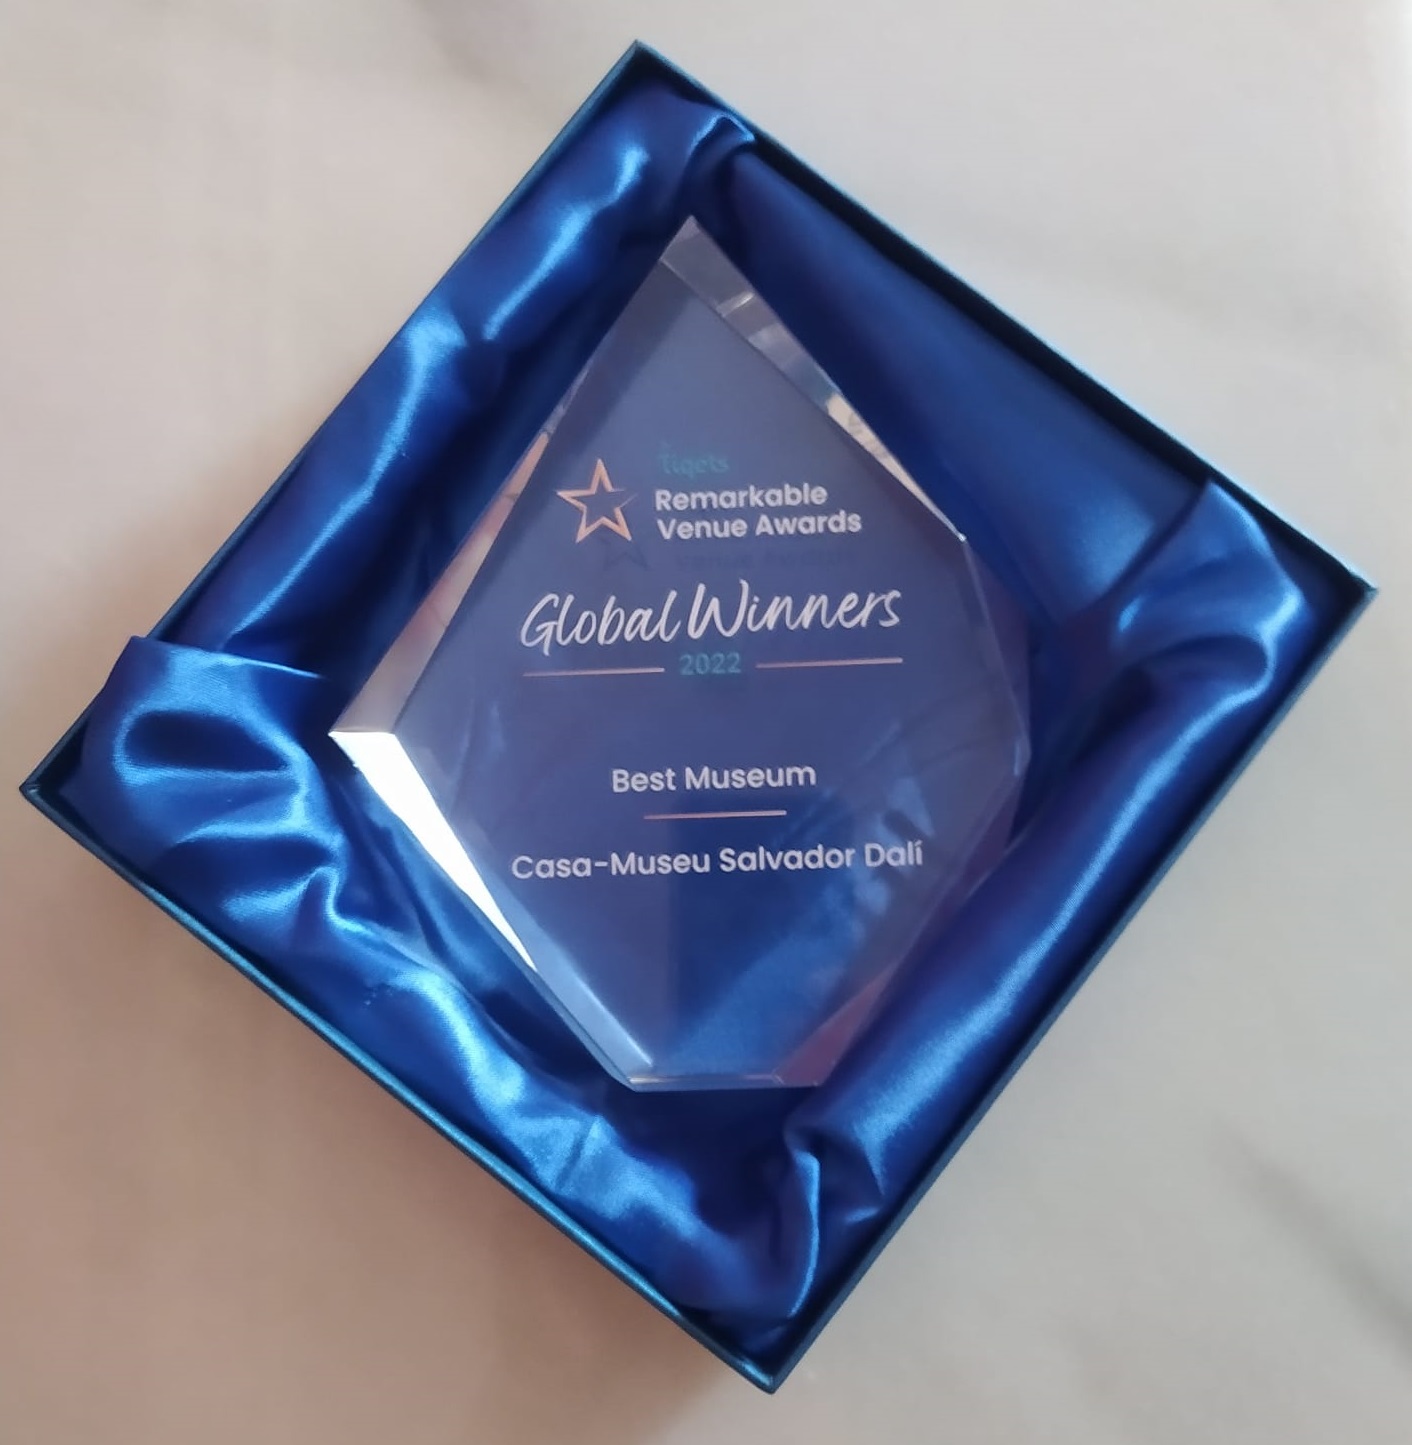 tiqets
Remarkable
Venue Awards
Global Winners
2022
Best Museum
Casa-Museu Salvador Dalí